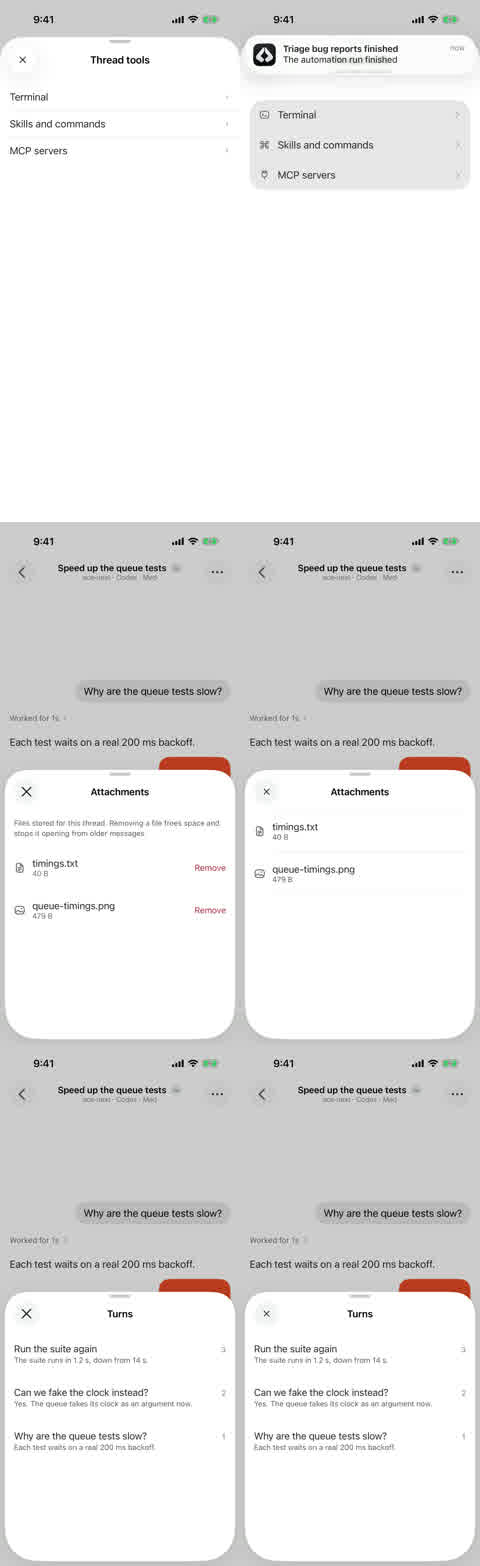 9:41
Thread tools
Terminal
Skills and commands
MCP servers
9:41
Triage bug reports finished
now
The automation run finished
Terminal
Skills and commands
MCP servers
9:41
Speed up the queue tests
Why are the queue tests slow?
Worked for 1s
Each test waits on a real 200 ms backoff.
Attachments
Files stored for this thread. Removing a file frees space and
stops it opening from older messages.
timings.txt
40 B
Remove
queue-timings.png
479 B
Remove
9:41
Speed up the queue tests
Why are the queue tests slow?
Worked for 1s
Each test waits on a real 200 ms backoff.
Attachments
timings.txt
40 B
queue-timings.png
479 B
9:41
Speed up the queue tests
Why are the queue tests slow?
Worked for 1s
Each test waits on a real 200 ms backoff.
Turns
Run the suite again
3
The suite runs in 1.2 s, down from 14 s.
Can we fake the clock instead?
2
Yes. The queue takes its clock as an argument now.
Why are the queue tests slow?
1
Each test waits on a real 200 ms backoff.
9:41
Speed up the queue tests
Why are the queue tests slow?
Worked for 1s
Each test waits on a real 200 ms backoff.
Turns
Run the suite again
3
The suite runs in 1.2 s, down from 14 s.
Can we fake the clock instead?
2
Yes. The queue takes its clock as an argument now.
Why are the queue tests slow?
1
Each test waits on a real 200 ms backoff.